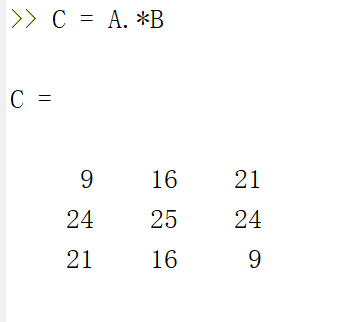 >> C = A.*B
C =
9 16 21
24 25 24
21 16 9